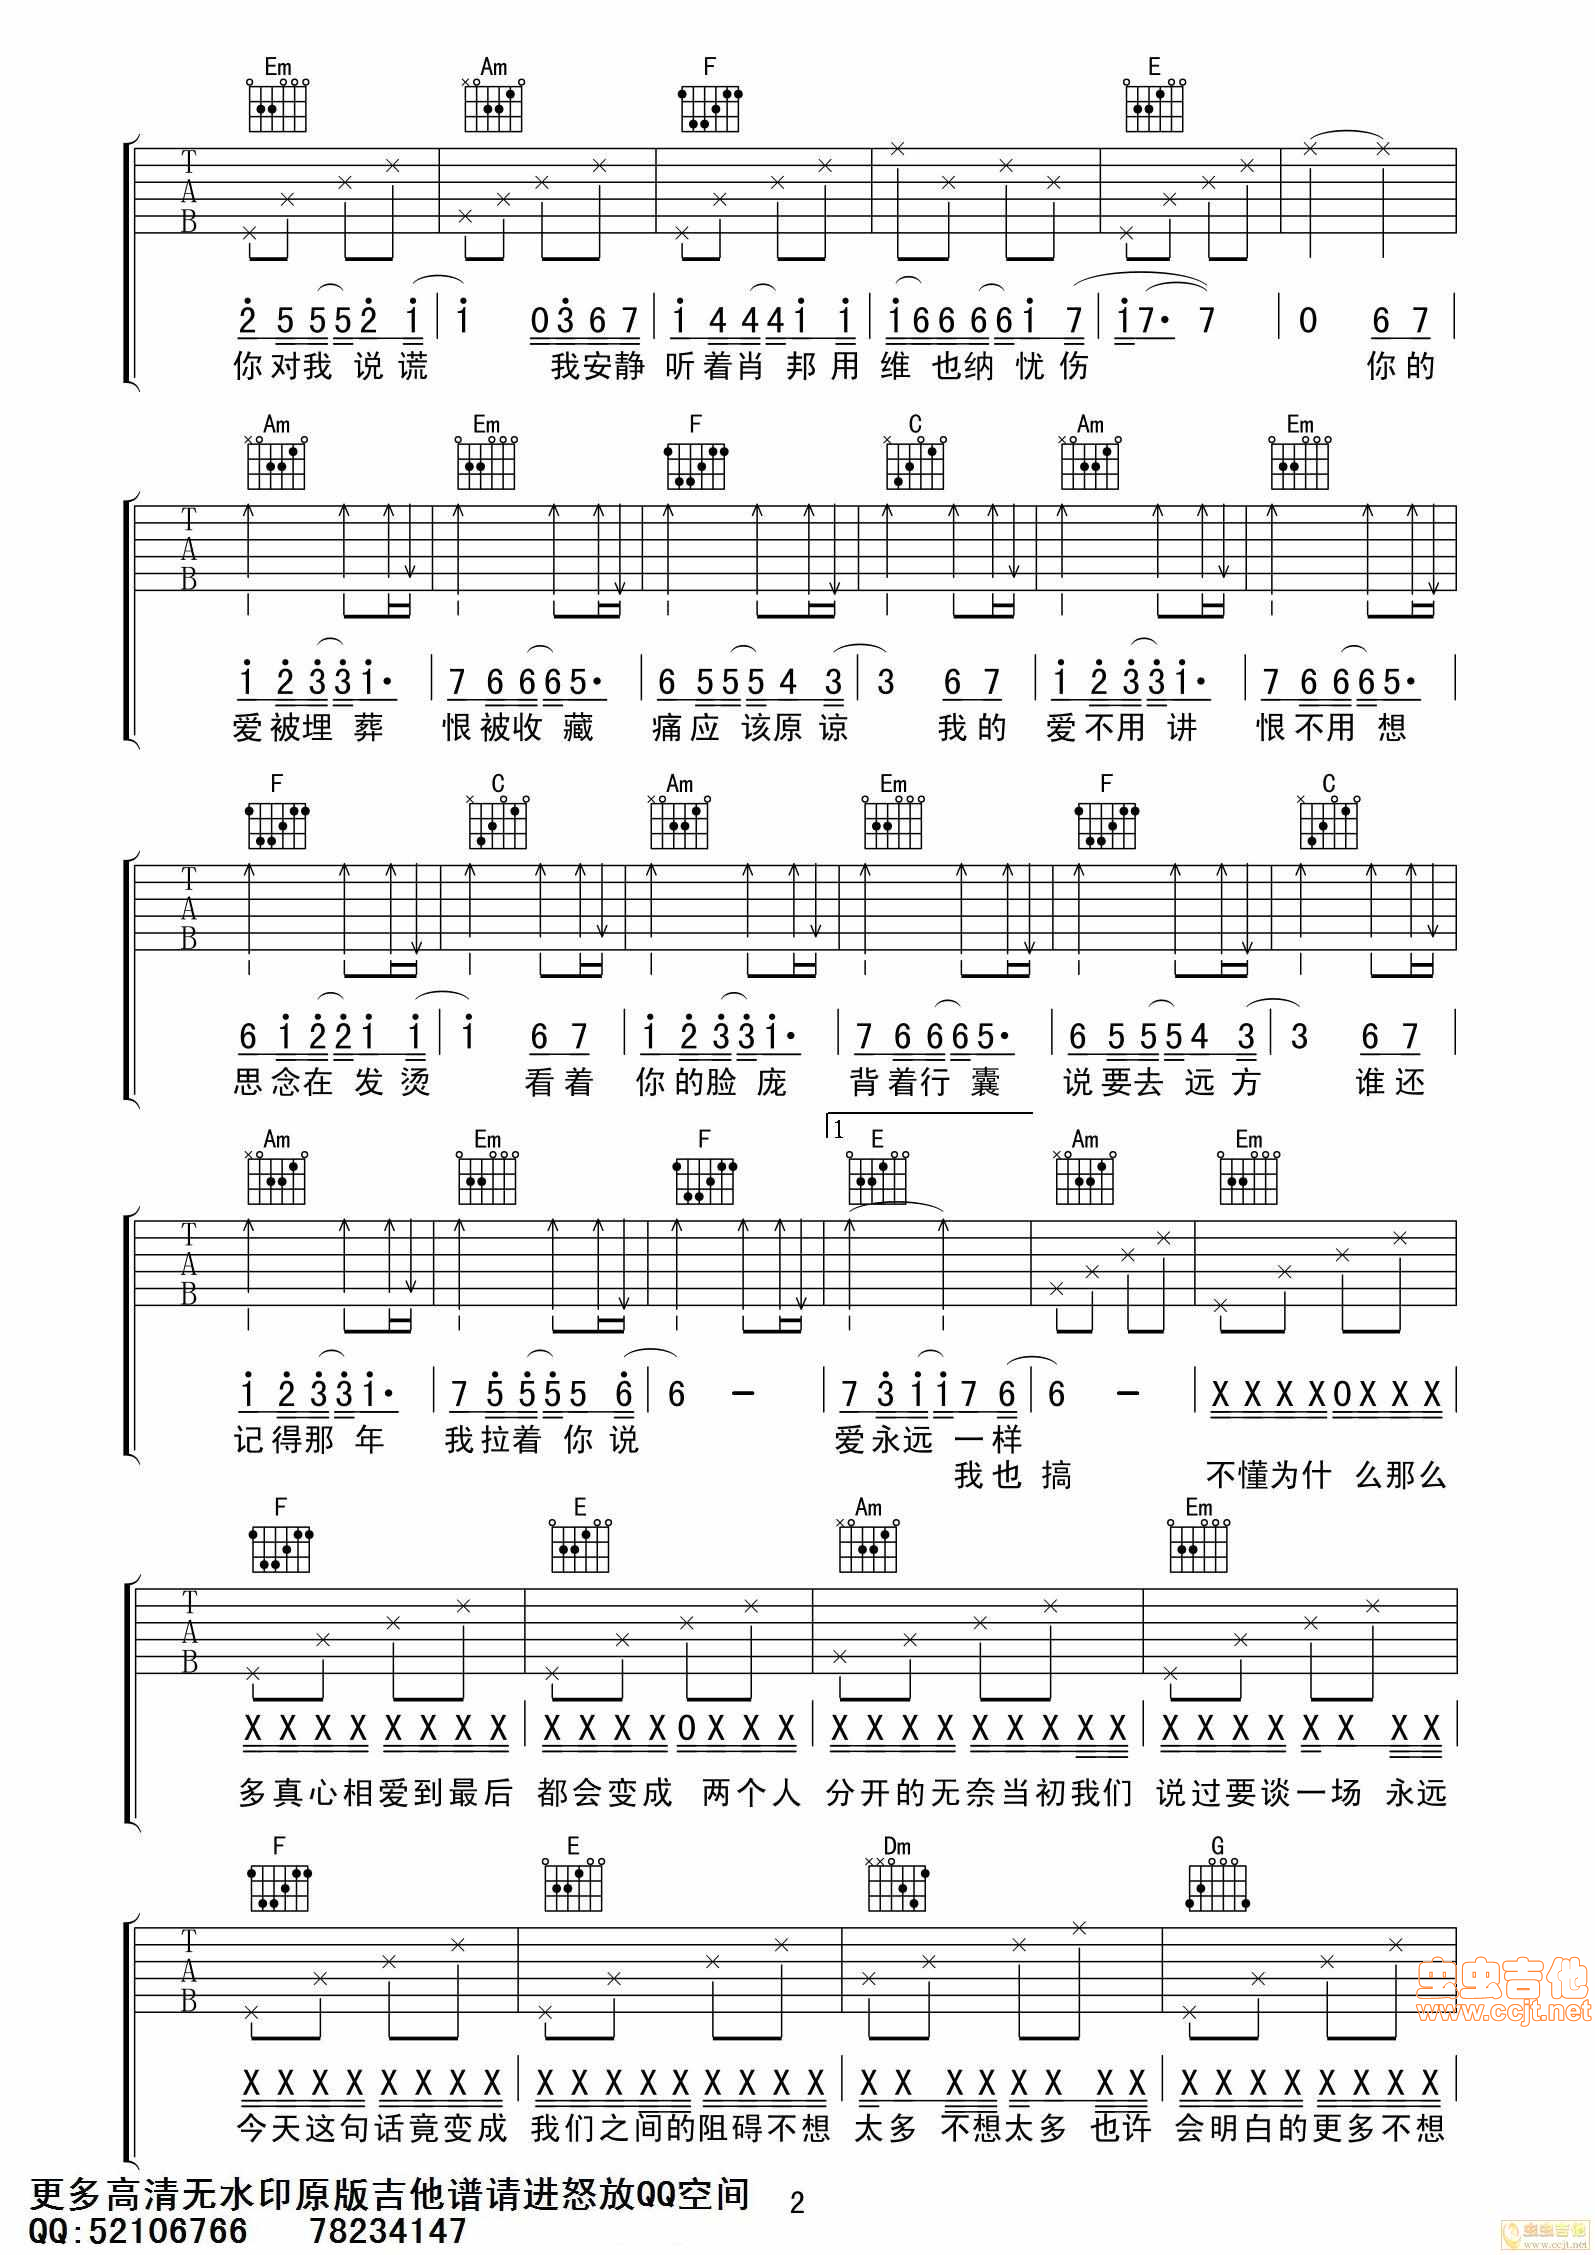 Em Am F E
T
A
B
2 5 5 5 2 1 1 0 3 6 7 1 4 4 4 1 1 1 6 6 6 6 1 7 1 7· 7 0 6 7
你对我 说谎 我安静 听着肖 邦用 维也纳 忧伤 你的
Am Em F C Am Em
T
A
B
1 2 3 3 1· 7 6 6 6 5· 6 5 5 5 4 3 3 6 7 1 2 3 3 1· 7 6 6 6 5·
爱被埋 葬 恨被收 藏 痛应 该原 谅 我的 爱不用 讲 恨不用 想
F C Am Em F C
T
A
B
6 1 2 2 1 1 1 6 7 1 2 3 3 1· 7 6 6 6 5· 6 5 5 5 4 3 3 6 7
思念在 发烫 看着 你的脸 庞 背着行 囊 说要去 远方 谁还
1
Am Em F E Am Em
T
A
B
1 2 3 3 1· 7 5 5 5 5 6 6 – 7 3 1 1 7 6 6 – X X X X 0 X X X
记得那 年 我拉着 你说 爱永远 一样
我也搞 不懂为什 么那么
F E Am Em
T
A
B
X X X X X X X X X X X X 0 X X X X X X X X X X X X X X X X X X X X
多真心相爱到最后 都会变成 两个人 分开的无奈当初我们 说过要谈一场 永远
F E Dm G
T
A
B
X X X X X X X X X X X X X X X X X X X X X X X X X X X X X X X X X X
今天这句话竟变成 我们之间的阻碍不想 太多 不想太多 也许 会明白的更多不想
虫虫吉他
www.ccjt.net
更多高清无水印原版吉他谱请进怒放QQ空间 2
QQ:52106766 78234147
虫虫吉他
www.ccjt.net